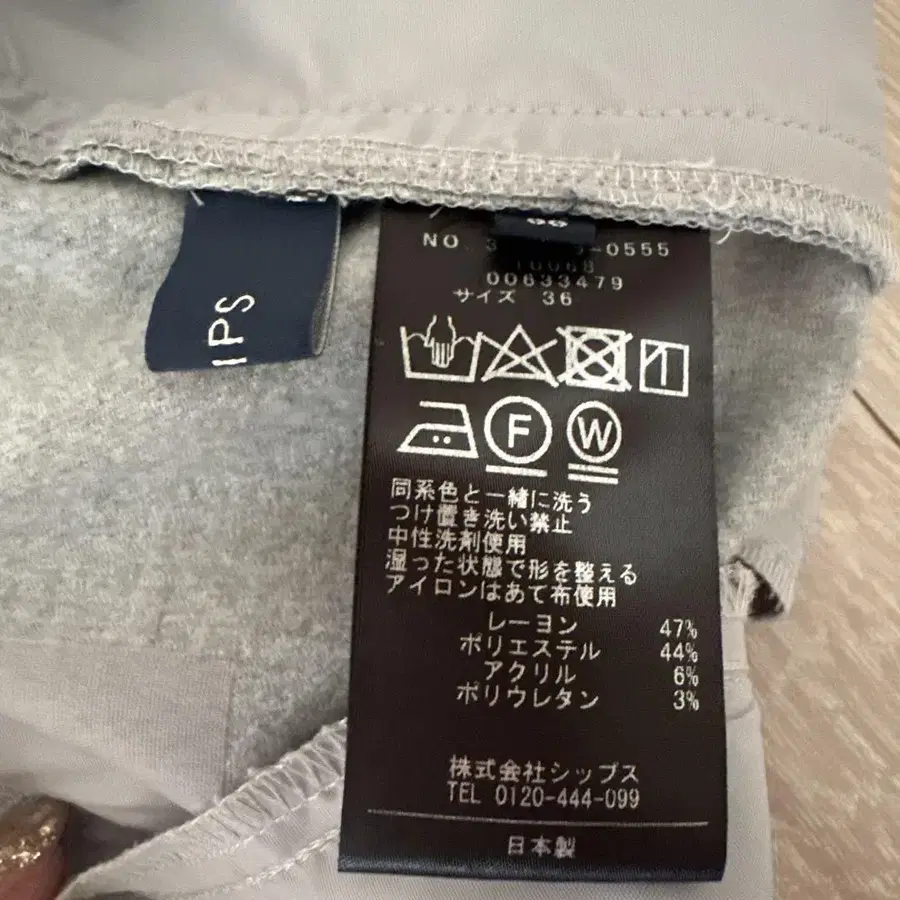 IPS
NO. 3 -0555
10068
00633479
サイズ 36
F W
同系色と一緒に洗う
つけ置き洗い禁止
中性洗剤使用
湿った状態で形を整える
アイロンはあて布使用
レーヨン 47%
ポリエステル 44%
アクリル 6%
ポリウレタン 3%
株式会社シップス
TEL 0120-444-099
日本製